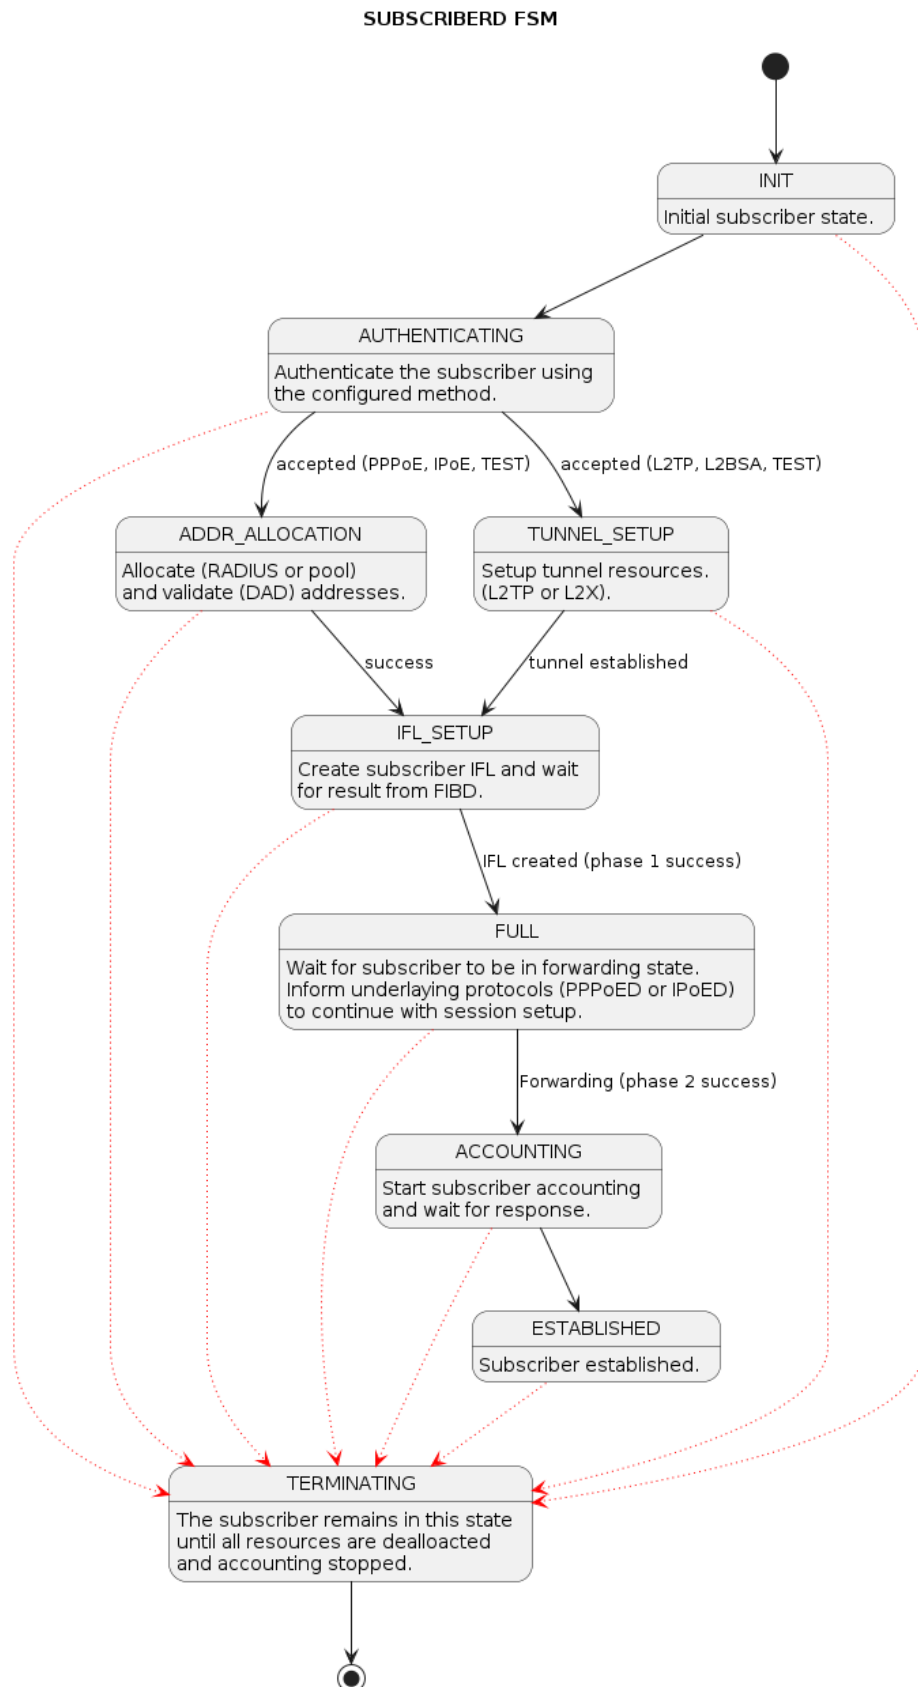 SUBSCRIBERD FSM
INIT
Initial subscriber state.
AUTHENTICATING
Authenticate the subscriber using
the configured method.
accepted (PPPoE, IPoE, TEST)
accepted (L2TP, L2BSA, TEST)
ADDR_ALLOCATION
Allocate (RADIUS or pool)
and validate (DAD) addresses.
TUNNEL_SETUP
Setup tunnel resources.
(L2TP or L2X).
success
tunnel established
IFL_SETUP
Create subscriber IFL and wait
for result from FIBD.
IFL created (phase 1 success)
FULL
Wait for subscriber to be in forwarding state.
Inform underlaying protocols (PPPoED or IPoED)
to continue with session setup.
Forwarding (phase 2 success)
ACCOUNTING
Start subscriber accounting
and wait for response.
ESTABLISHED
Subscriber established.
TERMINATING
The subscriber remains in this state
until all resources are dealloacted
and accounting stopped.